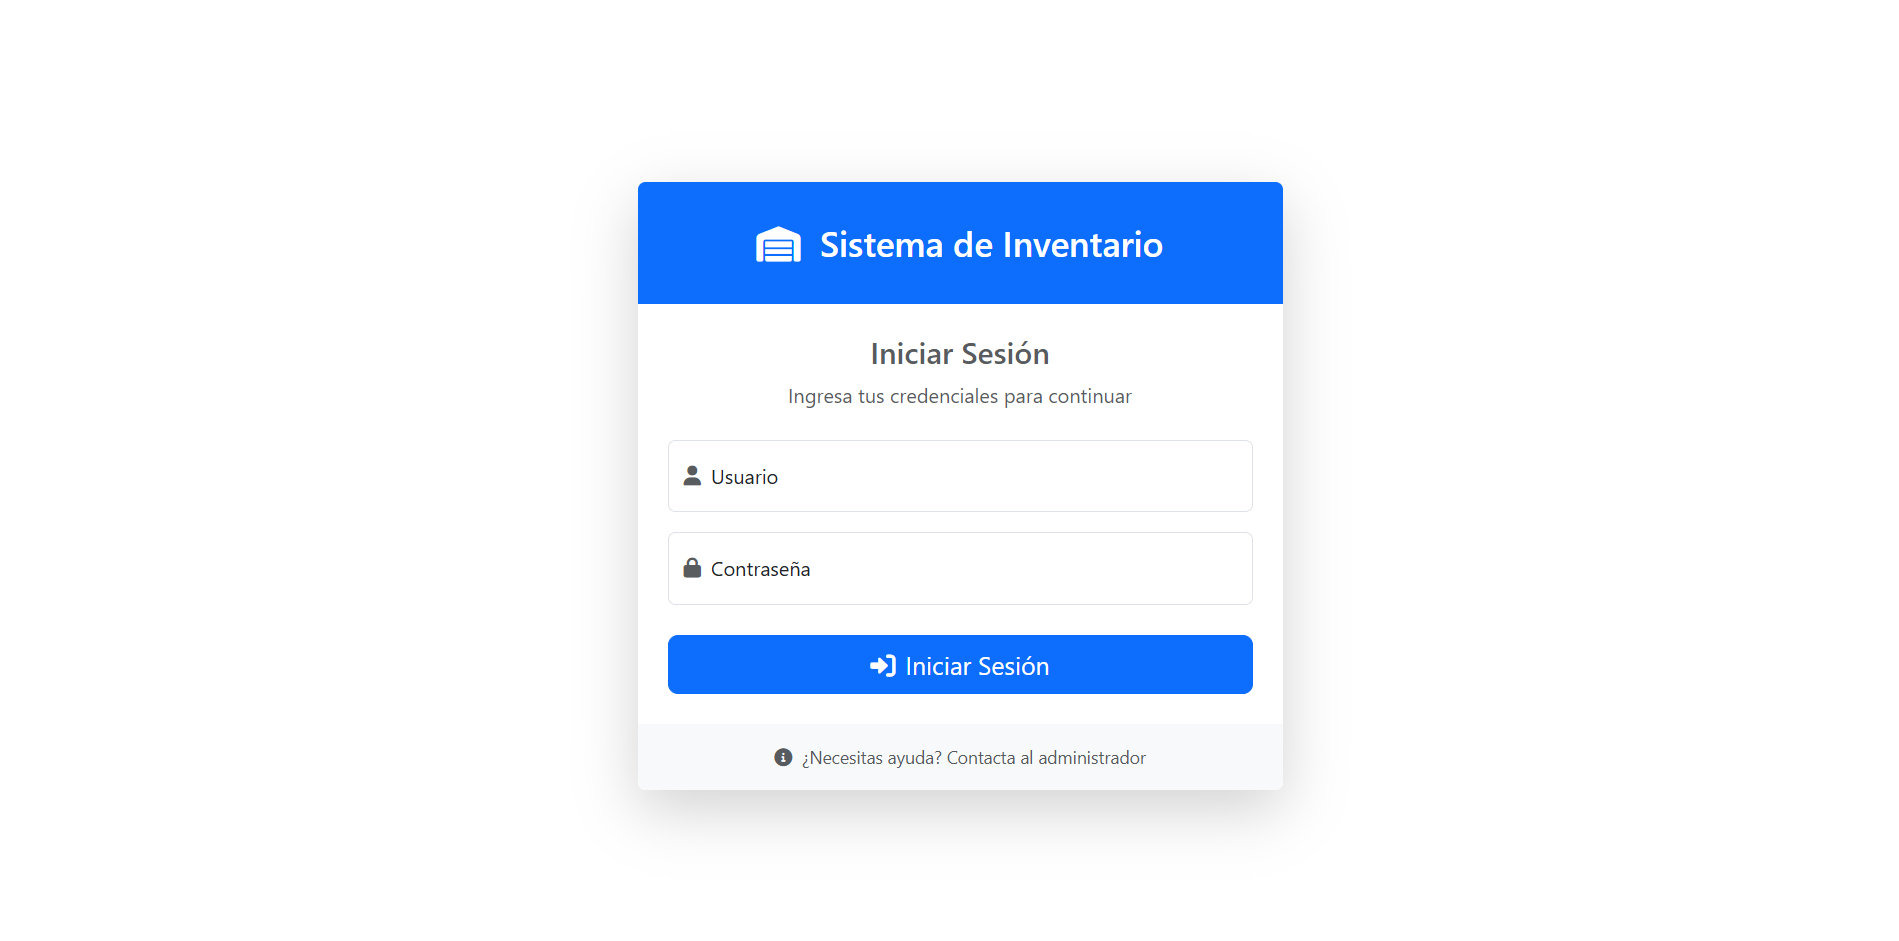 Sistema de Inventario
Iniciar Sesión
Ingresa tus credenciales para continuar
Usuario
Contraseña
Iniciar Sesión
¿Necesitas ayuda? Contacta al administrador